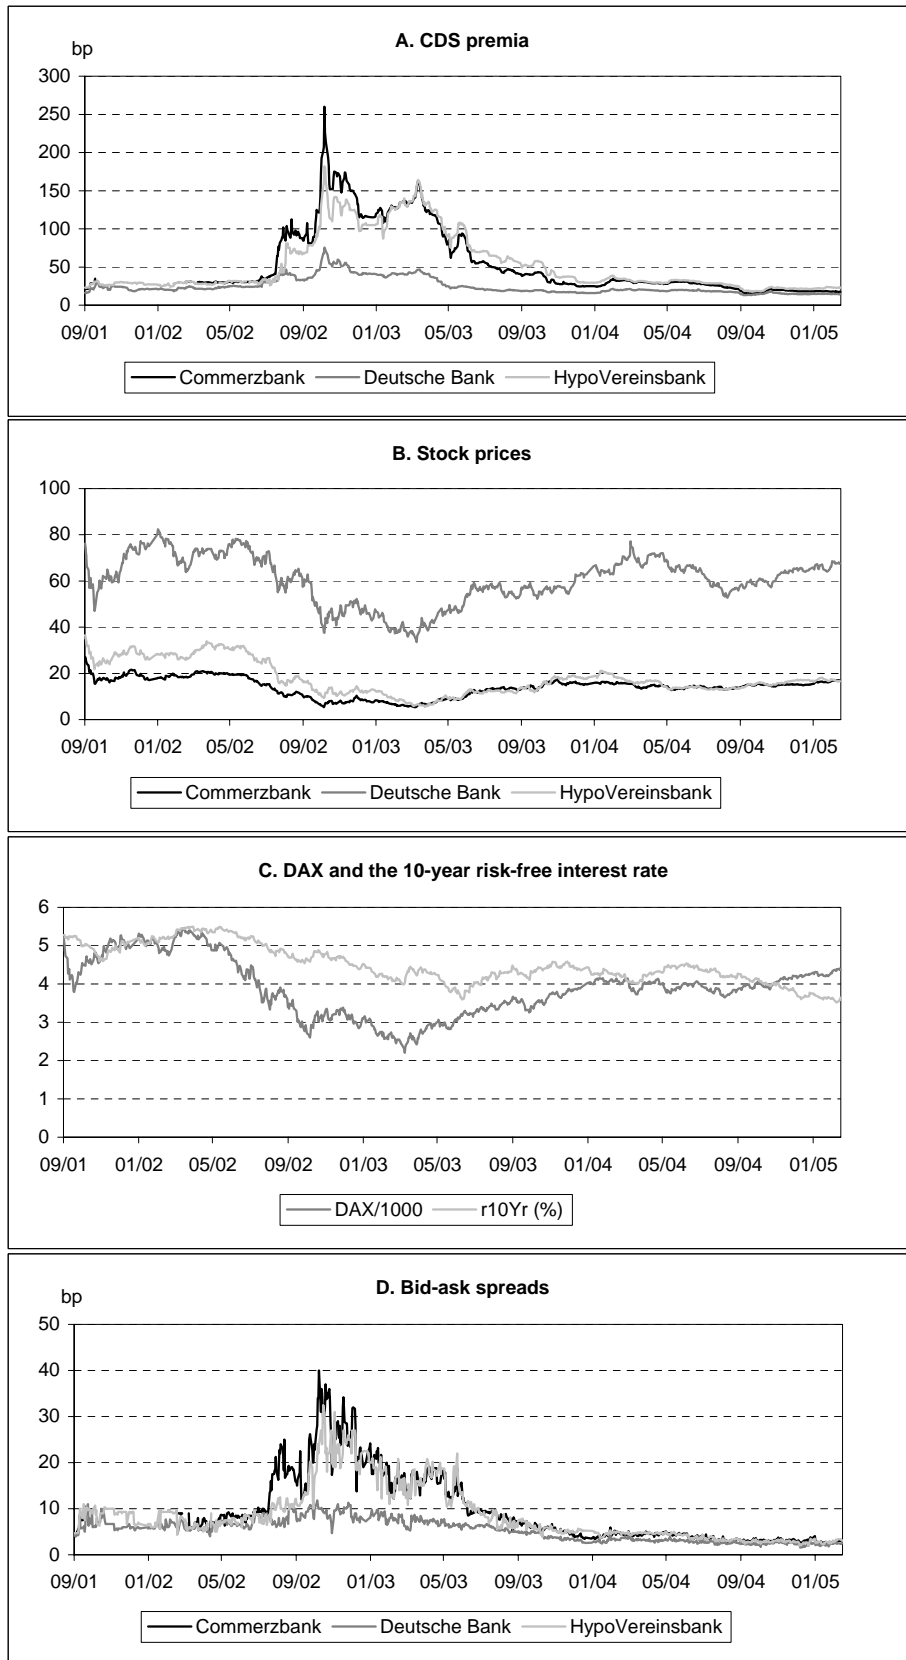 A. CDS premia
bp
300
250
200
150
100
50
0
09/01 01/02 05/02 09/02 01/03 05/03 09/03 01/04 05/04 09/04 01/05
Commerzbank Deutsche Bank HypoVereinsbank
B. Stock prices
100
80
60
40
20
0
09/01 01/02 05/02 09/02 01/03 05/03 09/03 01/04 05/04 09/04 01/05
Commerzbank Deutsche Bank HypoVereinsbank
C. DAX and the 10-year risk-free interest rate
6
5
4
3
2
1
0
09/01 01/02 05/02 09/02 01/03 05/03 09/03 01/04 05/04 09/04 01/05
DAX/1000 r10Yr (%)
D. Bid-ask spreads
bp
50
40
30
20
10
0
09/01 01/02 05/02 09/02 01/03 05/03 09/03 01/04 05/04 09/04 01/05
Commerzbank Deutsche Bank HypoVereinsbank